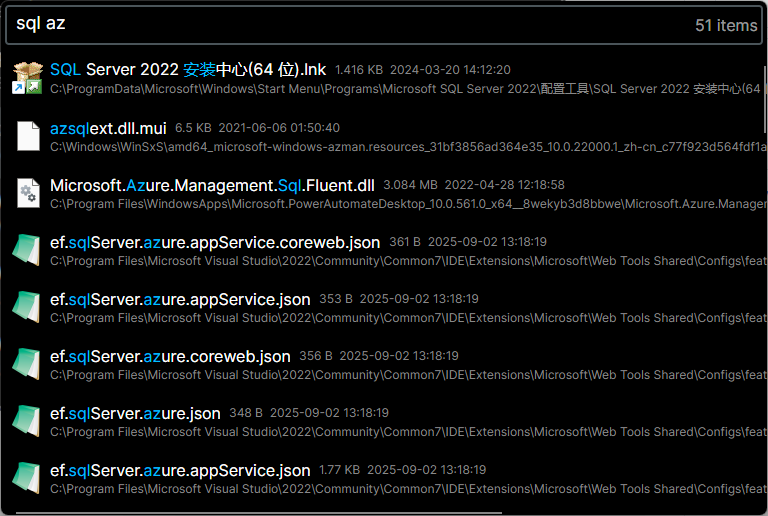 sql az
51 items
SQL Server 2022 安装中心(64 位).lnk 1.416 KB 2024-03-20 14:12:20
C:\ProgramData\Microsoft\Windows\Start Menu\Programs\Microsoft SQL Server 2022\配置工具\SQL Server 2022 安装中心(64
azsqlext.dll.mui 6.5 KB 2021-06-06 01:50:40
C:\Windows\WinSxS\amd64_microsoft-windows-azman.resources_31bf3856ad364e35_10.0.22000.1_zh-cn_c77f923d564fdf1a
Microsoft.Azure.Management.Sql.Fluent.dll 3.084 MB 2022-04-28 12:18:58
C:\Program Files\WindowsApps\Microsoft.PowerAutomateDesktop_10.0.561.0_x64__8wekyb3d8bbwe\Microsoft.Azure.Manager
ef.sqlServer.azure.appService.coreweb.json 361 B 2025-09-02 13:18:19
C:\Program Files\Microsoft Visual Studio\2022\Community\Common7\IDE\Extensions\Microsoft\Web Tools Shared\Configs\feat
ef.sqlServer.azure.appService.json 353 B 2025-09-02 13:18:19
C:\Program Files\Microsoft Visual Studio\2022\Community\Common7\IDE\Extensions\Microsoft\Web Tools Shared\Configs\feat
ef.sqlServer.azure.coreweb.json 356 B 2025-09-02 13:18:19
C:\Program Files\Microsoft Visual Studio\2022\Community\Common7\IDE\Extensions\Microsoft\Web Tools Shared\Configs\feat
ef.sqlServer.azure.json 348 B 2025-09-02 13:18:19
C:\Program Files\Microsoft Visual Studio\2022\Community\Common7\IDE\Extensions\Microsoft\Web Tools Shared\Configs\feat
ef.sqlServer.azure.appService.json 1.77 KB 2025-09-02 13:18:19
C:\Program Files\Microsoft Visual Studio\2022\Community\Common7\IDE\Extensions\Microsoft\Web Tools Shared\Configs\feat